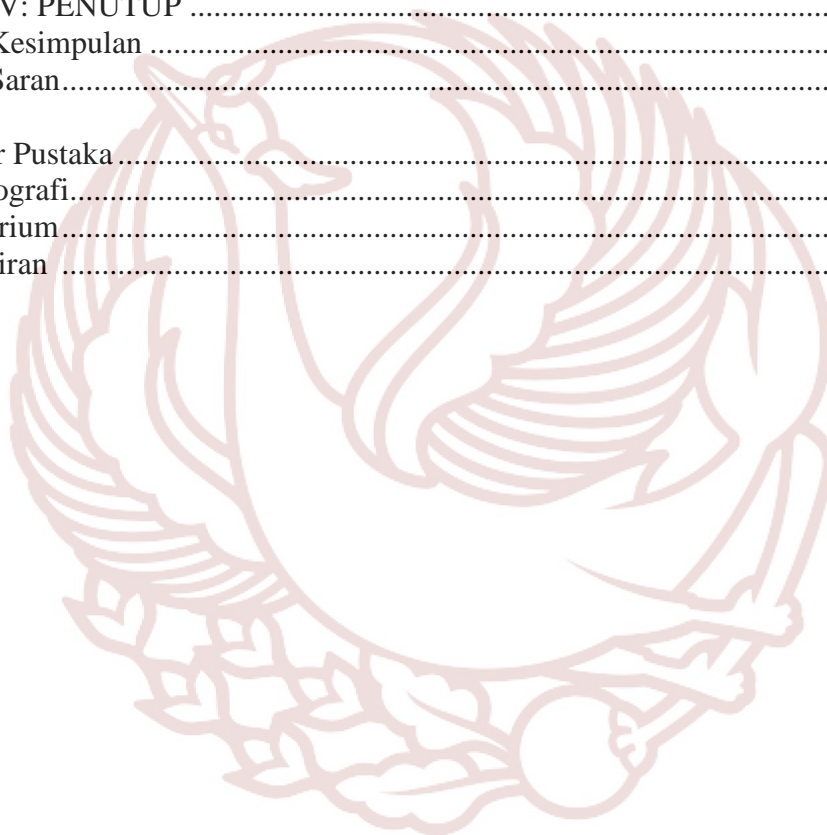 V: PENUTUP ........................................................................................
Kesimpulan .............................................................................................
Saran........................................................................................................
r Pustaka .................................................................................................
ografi.......................................................................................................
rium ........................................................................................................
iran .........................................................................................................